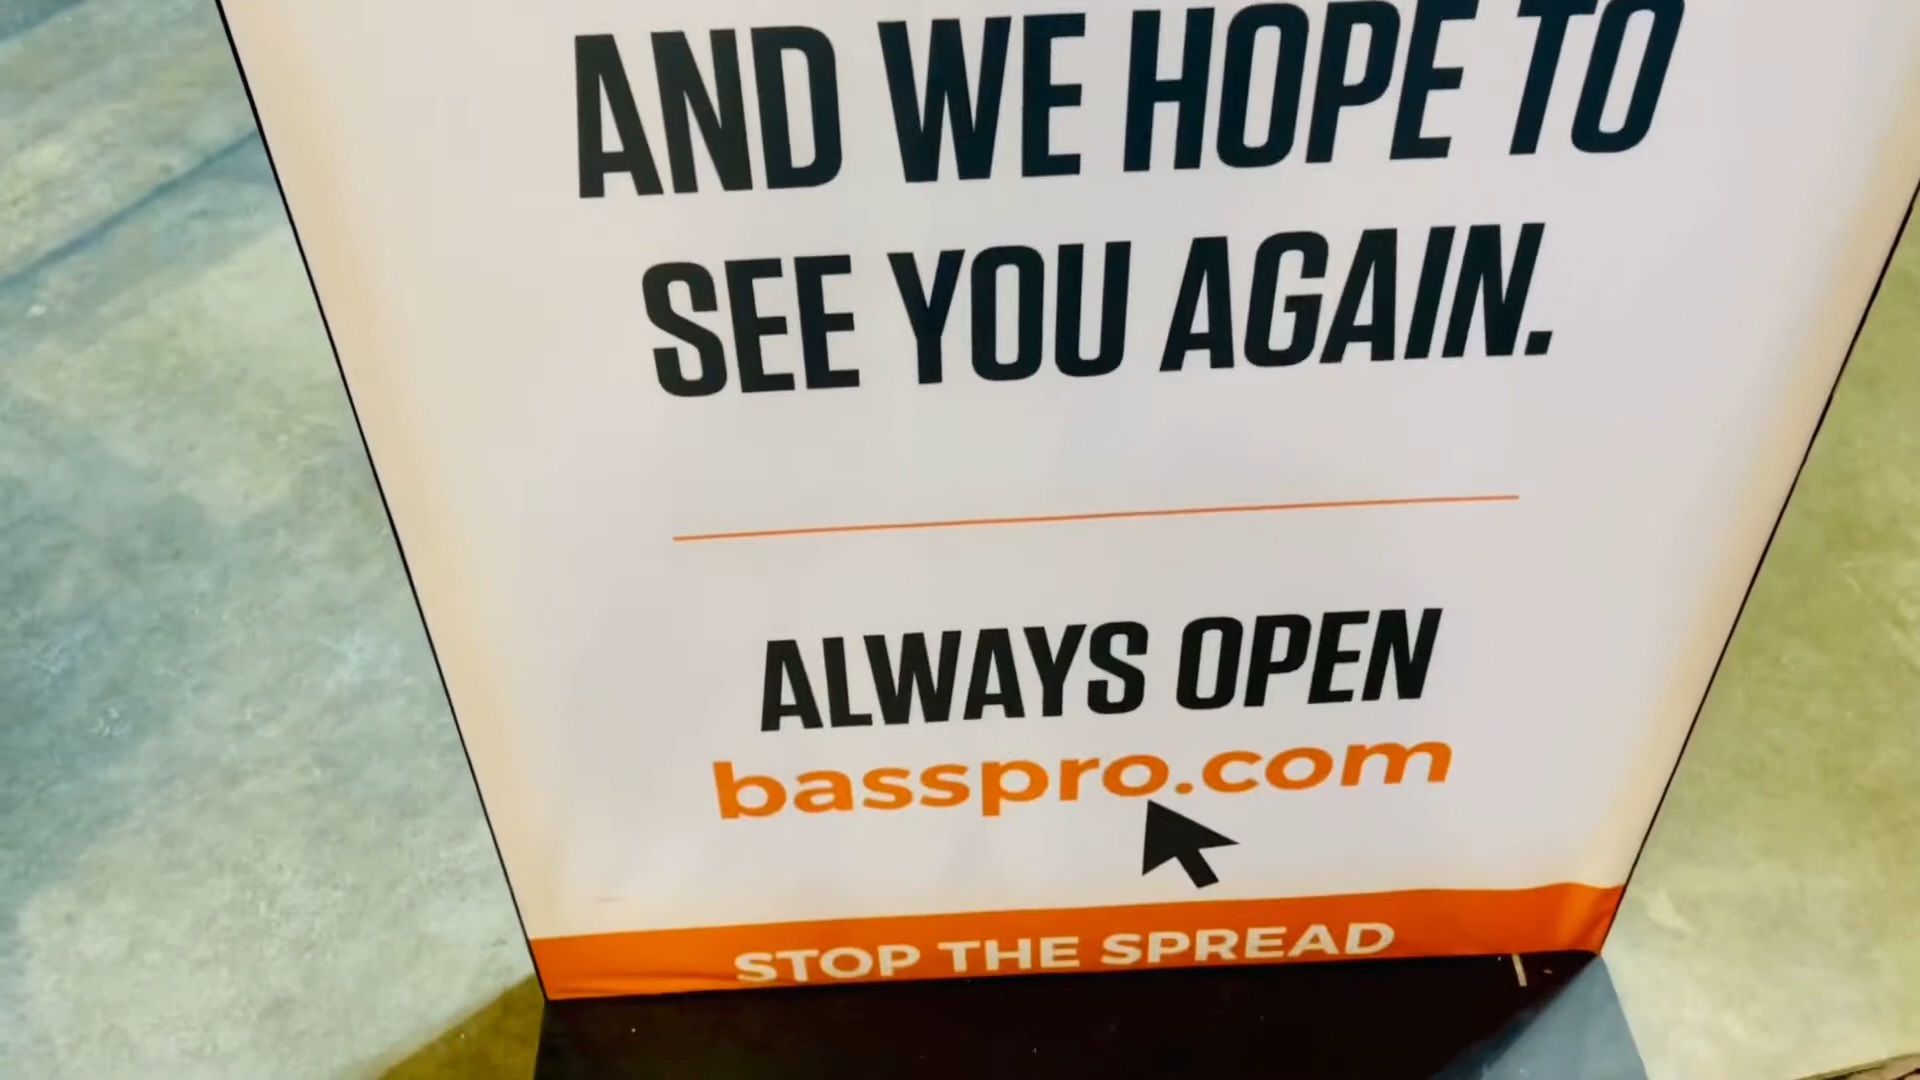 AND WE HOPE TO
SEE YOU AGAIN.
ALWAYS OPEN
basspro.com
STOP THE SPREAD